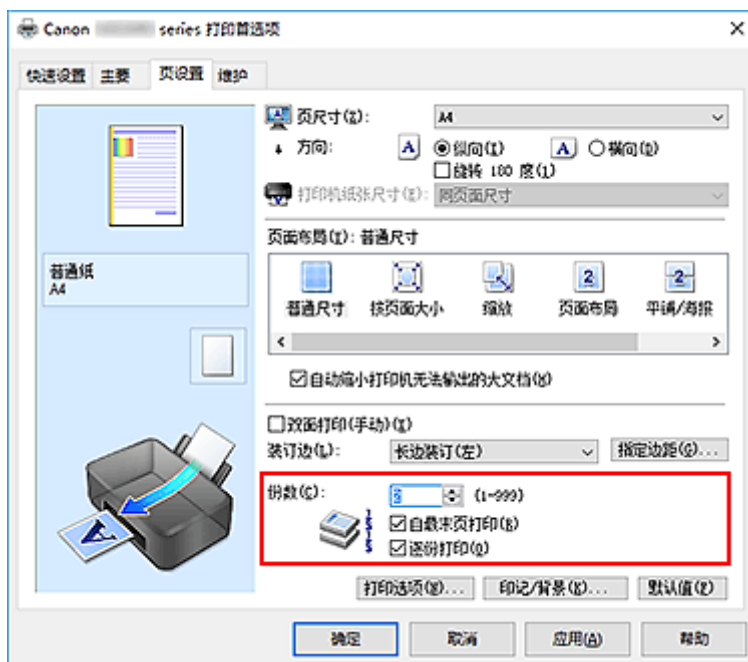 Canon series 打印首选项
快速设置 主要 页设置 维护
页尺寸(Z): A4
方向: A 纵向(I) A 横向(D)
旋转 180 度(1)
打印机纸张尺寸(E): 同页面尺寸
页面布局(I): 普通尺寸
普通纸
A4
普通尺寸 按页面大小 缩放 页面布局 平铺/海报
自动缩小打印机无法输出的大文档(W)
双面打印(手动)(X)
装订边(L): 长边装订(左) 指定边距(G)...
份数(C): (1-999)
自最末页打印(R)
逐份打印(Q)
打印选项(N)... 印记/背景(K)... 默认值(F)
确定 取消 应用(A) 帮助